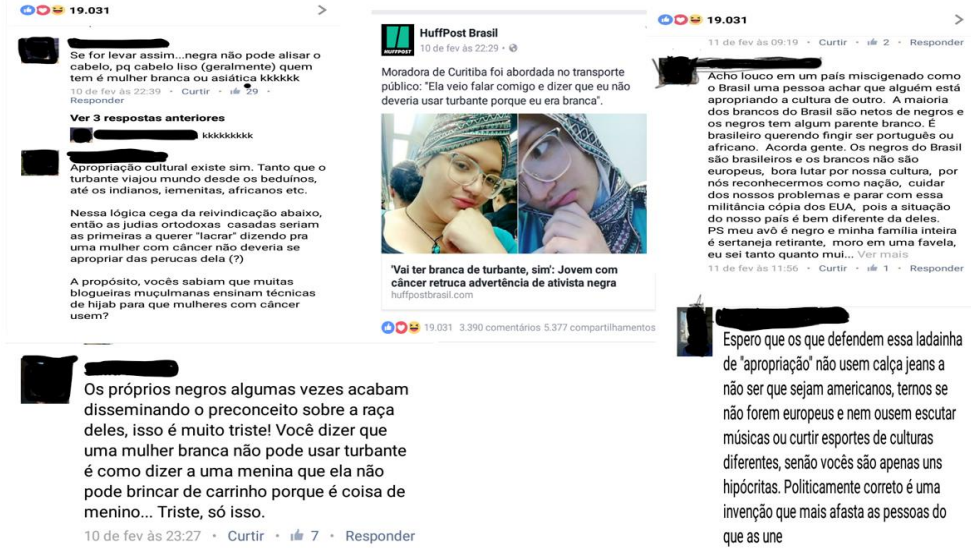 19.031
Se for levar assim...negra não pode alisar o
cabelo, pq cabelo liso (geralmente) quem
tem é mulher branca ou asiática kkkkkk
10 de fev às 22:39 • Curtir • 29 •
Responder
Ver 3 respostas anteriores
kkkkkkkkk
Apropriação cultural existe sim. Tanto que o
turbante viajou mundo desde os beduínos,
até os indianos, iemenitas, africanos etc.
Nessa lógica cega da reivindicação abaixo,
então as judias ortodoxas casadas seriam
as primeiras a querer "lacrar" dizendo pra
uma mulher com câncer não deveria se
apropriar das perucas dela (?)
A propósito, vocês sabiam que muitas
blogueiras muçulmanas ensinam técnicas
de hijab para que mulheres com câncer
usem?
HuffPost Brasil
10 de fev às 22:29 •
HUFFPOST
Moradora de Curitiba foi abordada no transporte
público: "Ela veio falar comigo e dizer que eu não
deveria usar turbante porque eu era branca".
'Vai ter branca de turbante, sim': Jovem com
câncer retruca advertência de ativista negra
huffpostbrasil.com
19.031 3.390 comentários 5.377 compartilhamentos
19.031
11 de fev às 09:19 • Curtir • 2 • Responder
Acho louco em um país miscigenado como
o Brasil uma pessoa achar que alguém está
apropriando a cultura de outro. A maioria
dos brancos do Brasil são netos de negros e
os negros tem algum parente branco. É
brasileiro querendo fingir ser português ou
africano. Acorda gente. Os negros do Brasil
são brasileiros e os brancos não são
europeus, bora lutar por nossa cultura, por
nós reconhecermos como nação, cuidar
dos nossos problemas e parar com essa
militância cópia dos EUA, pois a situação
do nosso país é bem diferente da deles.
PS meu avô é negro e minha família inteira
é sertaneja retirante, moro em uma favela,
eu sei tanto quanto mui... Ver mais
11 de fev às 11:56 • Curtir • 1 • Responder
Os próprios negros algumas vezes acabam
disseminando o preconceito sobre a raça
deles, isso é muito triste! Você dizer que
uma mulher branca não pode usar turbante
é como dizer a uma menina que ela não
pode brincar de carrinho porque é coisa de
menino... Triste, só isso.
10 de fev às 23:27 • Curtir • 7 • Responder
Espero que os que defendem essa ladainha
de "apropriação" não usem calça jeans a
não ser que sejam americanos, ternos se
não forem europeus e nem ousem escutar
músicas ou curtir esportes de culturas
diferentes, senão vocês são apenas uns
hipócritas. Politicamente correto é uma
invenção que mais afasta as pessoas do
que as une